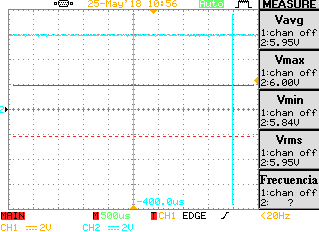 25-May'18 10:56 Auto MEASURE
Vavg
1:chan off
2:5.95V
Vmax
1:chan off
2:6.00V
Vmin
1:chan off
2:5.84V
Vrms
1:chan off
2:5.95V
Frecuencia
1:chan off
2: ?
2
-400.0us
MAIN M 500us T CH1 EDGE <20Hz
CH1 2V CH2 2V